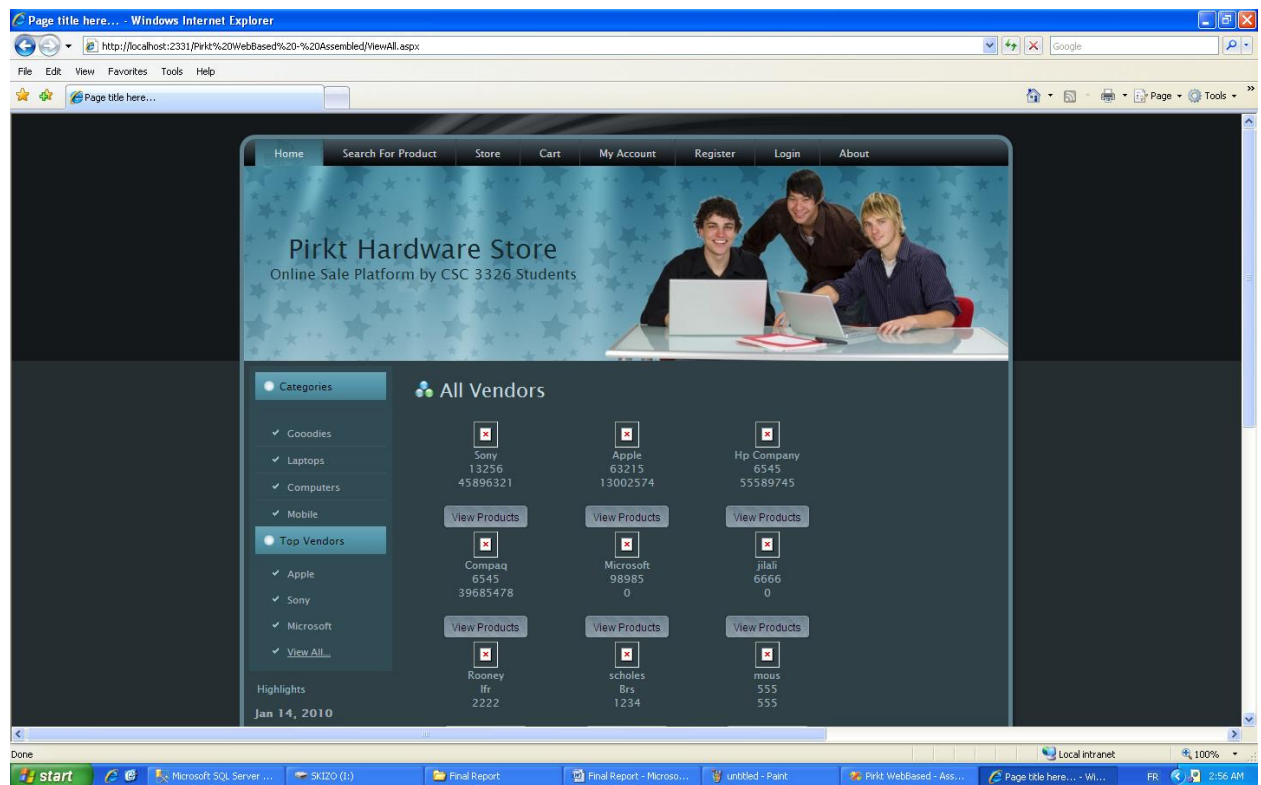 Page title here... - Windows Internet Explorer
http://localhost:2331/Pirkt%20WebBased%20-%20Assembled/ViewAll.aspx
Google
File Edit View Favorites Tools Help
Page title here...
Page Tools
Home Search For Product Store Cart My Account Register Login About
Pirkt Hardware Store
Online Sale Platform by CSC 3326 Students
Categories
Gooodies
Laptops
Computers
Mobile
Top Vendors
Apple
Sony
Microsoft
View All...
Highlights
Jan 14, 2010
All Vendors
Sony Apple Hp Company
13256 63215 6545
45896321 13002574 55589745
View Products View Products View Products
Compaq Microsoft jilali
6545 98985 6666
39685478 0 0
View Products View Products View Products
Rooney scholes mous
lfr Brs 555
2222 1234 555
Done Local intranet 100%
start Microsoft SQL Server ... SKIZO (I:) Final Report Final Report - Microso... untitled - Paint Pirkt WebBased - Ass... Page title here... - Wi... FR 2:56 AM